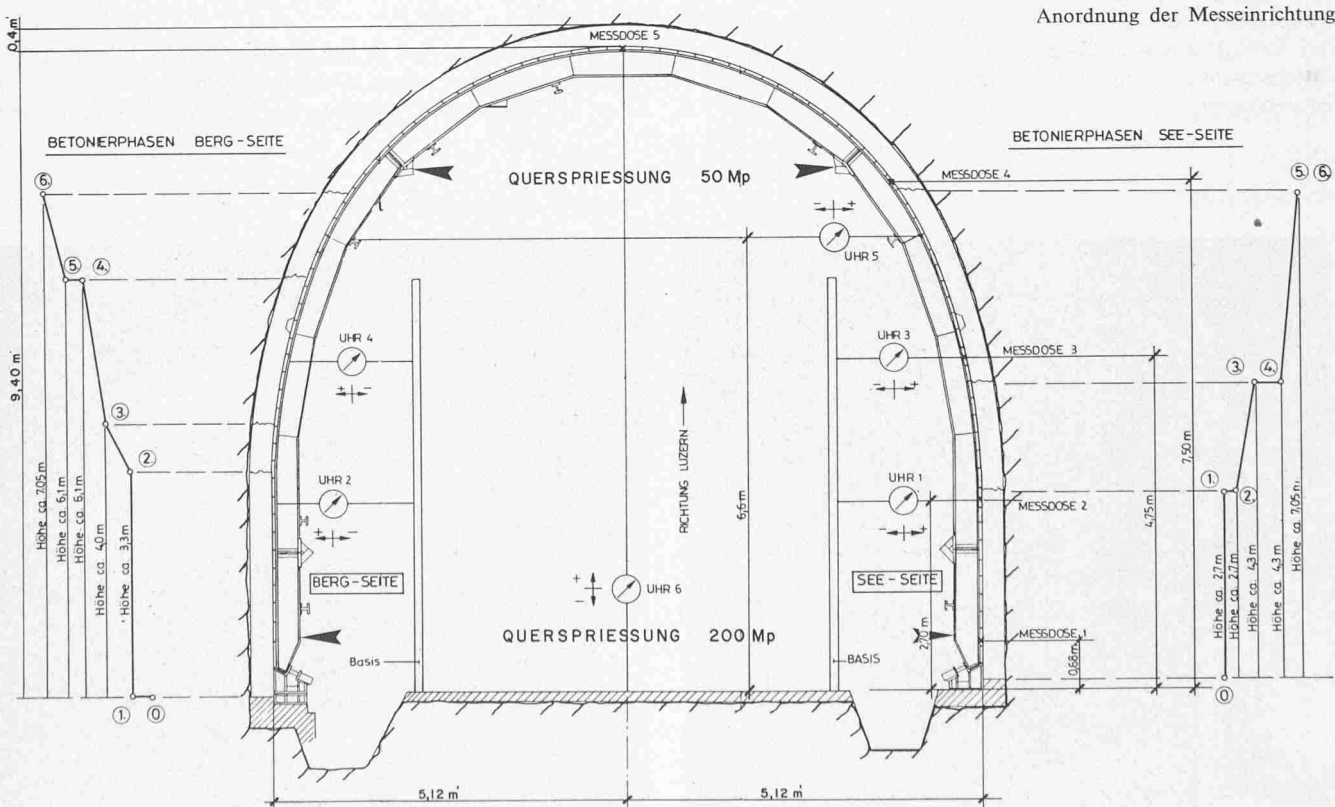 Anordnung der Messeinrichtung
0,4 m
MESSDOSE 5
BETONIERPHASEN BERG-SEITE
BETONIERPHASEN SEE-SEITE
QUERSPRIESSUNG 50 Mp
MESSDOSE 4
6.
5. 6.
- +
UHR 5
5. 4.
9,40 m
UHR 4
+ -
UHR 3
- +
MESSDOSE 3
3.
2.
3. 4.
7,50 m
4,75 m
6,6 m
RICHTUNG LUZERN
UHR 2
+ -
UHR 1
- +
MESSDOSE 2
1. 2.
Höhe ca. 7,05 m
Höhe ca. 6,1 m
Höhe ca. 6,1 m
Höhe ca. 4,0 m
Höhe ca. 3,3 m
BERG-SEITE
SEE-SEITE
+
-
UHR 6
2,70 m
Höhe ca. 2,7 m
Höhe ca. 2,7 m
Höhe ca. 4,3 m
Höhe ca. 4,3 m
Höhe ca. 7,05 m
QUERSPRIESSUNG 200 Mp
MESSDOSE 1
0,68 m
Basis
BASIS
1. 0
0
5,12 m
5,12 m